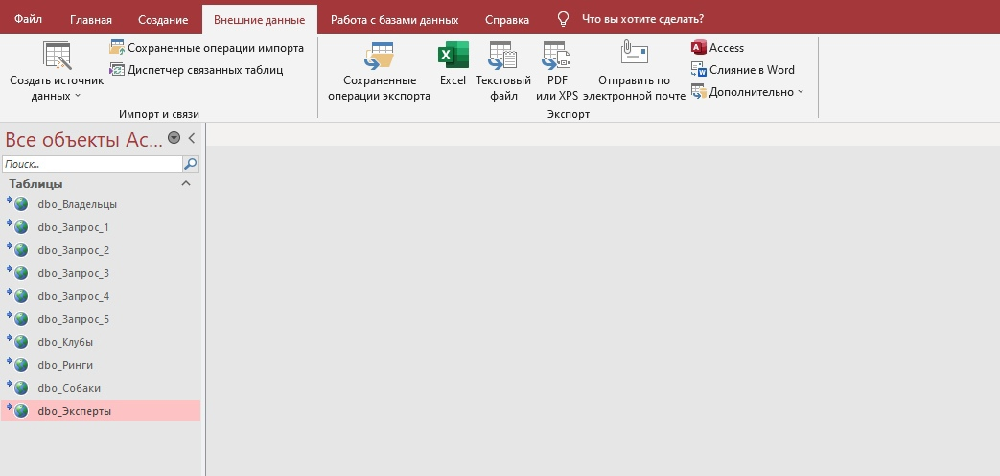 Файл Главная Создание Внешние данные Работа с базами данных Справка Что вы хотите сделать?
Создать источник данных
Сохраненные операции импорта
Диспетчер связанных таблиц
Импорт и связи
Сохраненные операции экспорта
Excel
Текстовый файл
PDF или XPS
Отправить по электронной почте
Access
Слияние в Word
Дополнительно
Экспорт
Все объекты Ac...
Поиск...
Таблицы
dbo_Владельцы
dbo_Запрос_1
dbo_Запрос_2
dbo_Запрос_3
dbo_Запрос_4
dbo_Запрос_5
dbo_Клубы
dbo_Ринги
dbo_Собаки
dbo_Эксперты